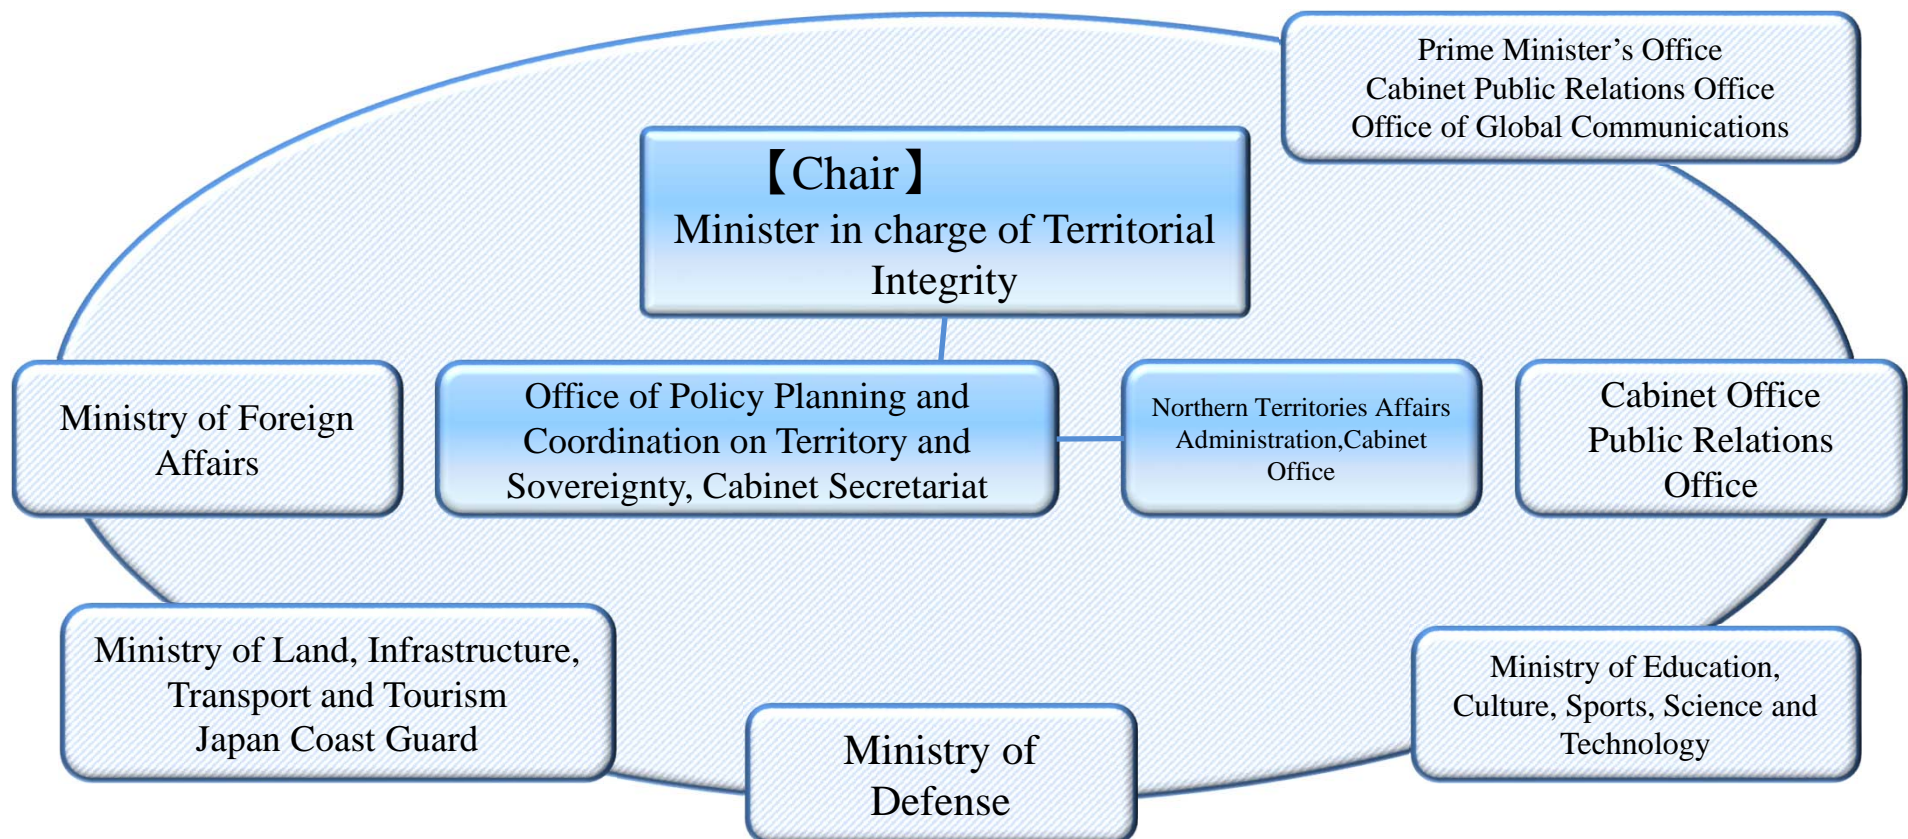 Prime Minister’s Office
Cabinet Public Relations Office
Office of Global Communications
【Chair】
Minister in charge of Territorial
Integrity
Ministry of Foreign
Affairs
Office of Policy Planning and
Coordination on Territory and
Sovereignty, Cabinet Secretariat
Northern Territories Affairs
Administration,Cabinet
Office
Cabinet Office
Public Relations
Office
Ministry of Land, Infrastructure,
Transport and Tourism
Japan Coast Guard
Ministry of
Defense
Ministry of Education,
Culture, Sports, Science and
Technology